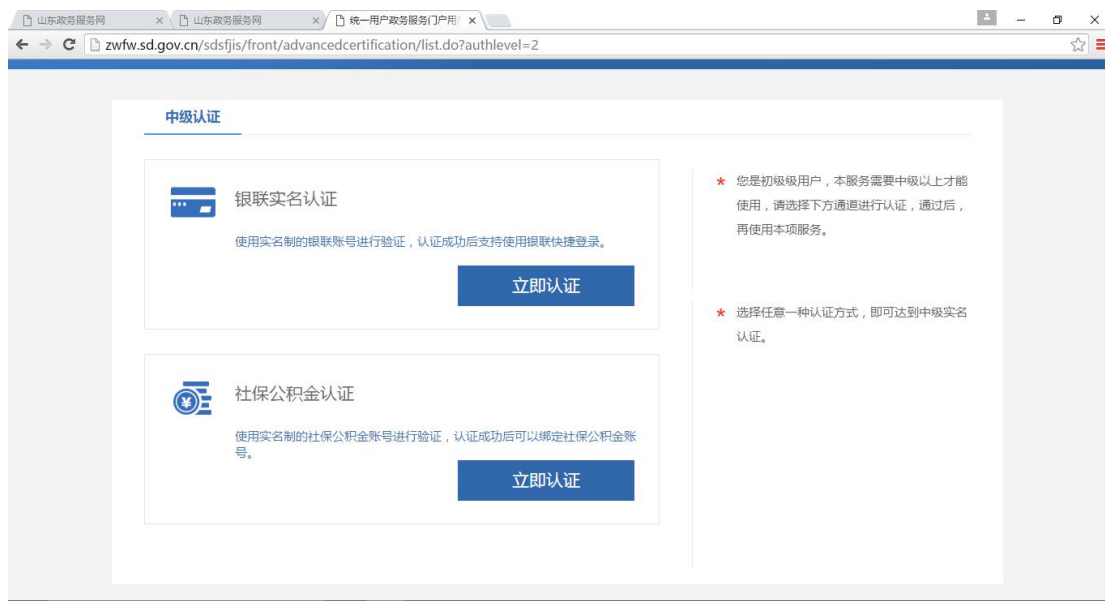 山东政务服务网
山东政务服务网
统一用户政务服务门户用
zwfw.sd.gov.cn/sdsfjis/front/advancedcertification/list.do?authlevel=2
中级认证
银联实名认证
使用实名制的银联账号进行验证，认证成功后支持使用银联快捷登录。
立即认证
社保公积金认证
使用实名制的社保公积金账号进行验证，认证成功后可以绑定社保公积金账
号。
立即认证
* 您是初级级用户，本服务需要中级以上才能
使用，请选择下方通道进行认证，通过后，
再使用本项服务。
* 选择任意一种认证方式，即可达到中级实名
认证。